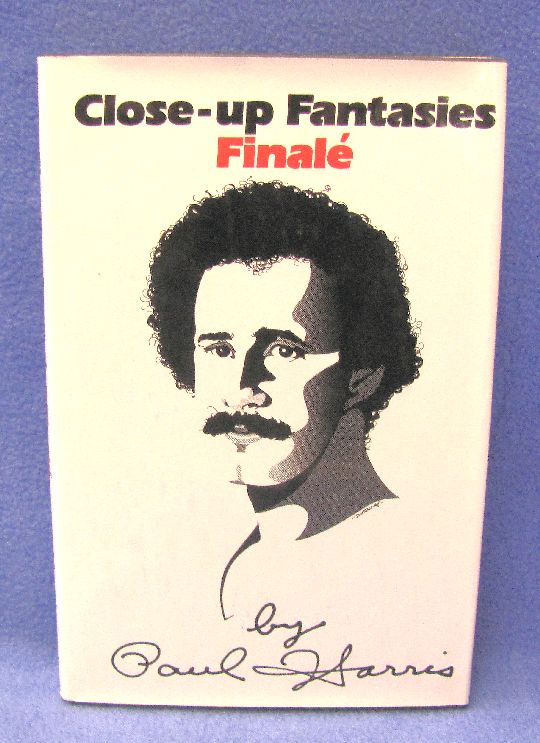 Close-up Fantasies
Finalé
by
Paul Harris